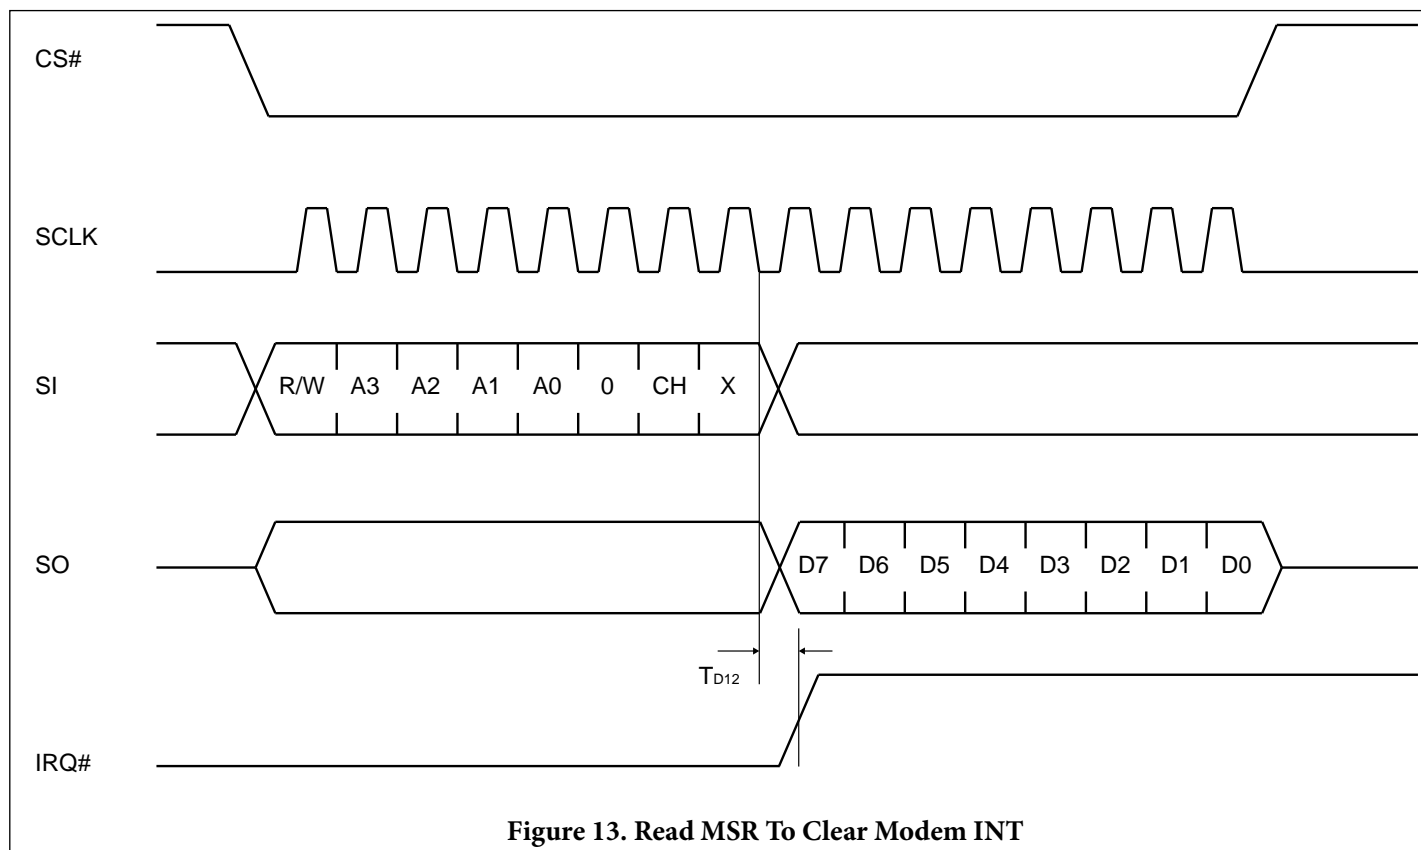 CS#
SCLK
SI
R/W A3 A2 A1 A0 0 CH X
SO
D7 D6 D5 D4 D3 D2 D1 D0
TD12
IRQ#
Figure 13. Read MSR To Clear Modem INT